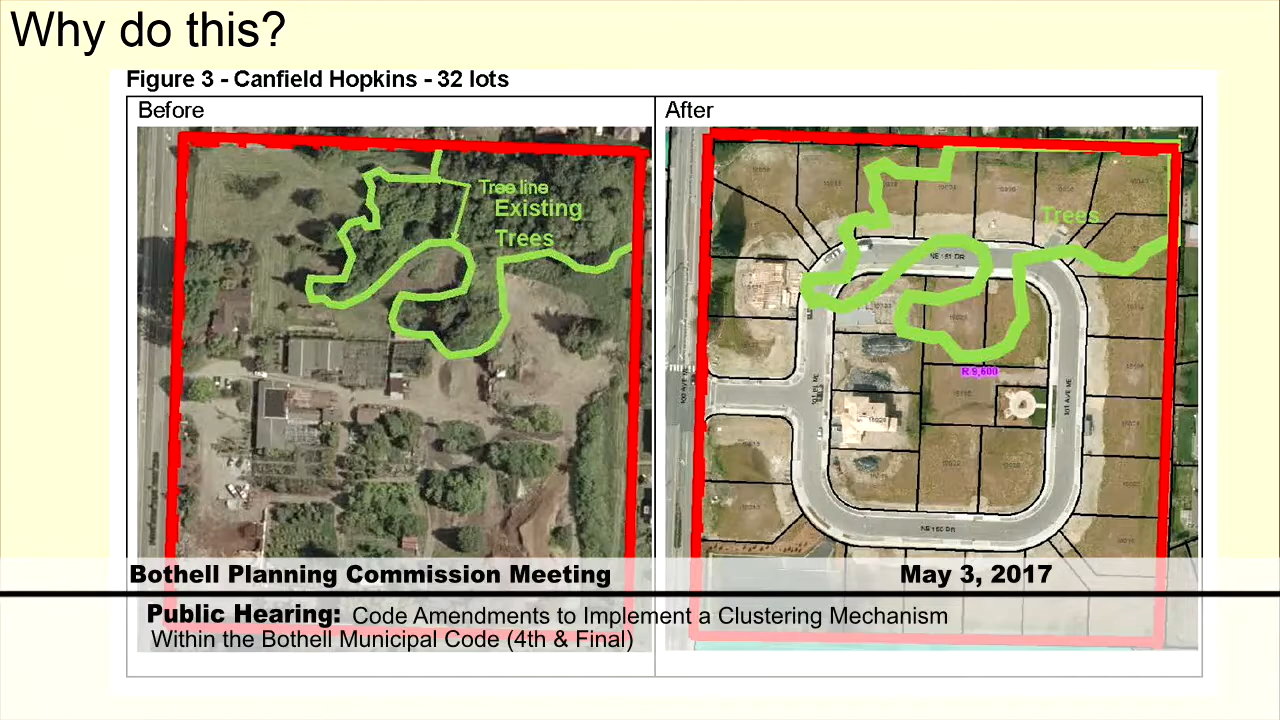 Why do this?
Figure 3 - Canfield Hopkins - 32 lots
Before
After
Tree line
Existing
Trees
Trees
R 9,600
Bothell Planning Commission Meeting
May 3, 2017
Public Hearing: Code Amendments to Implement a Clustering Mechanism
Within the Bothell Municipal Code (4th & Final)